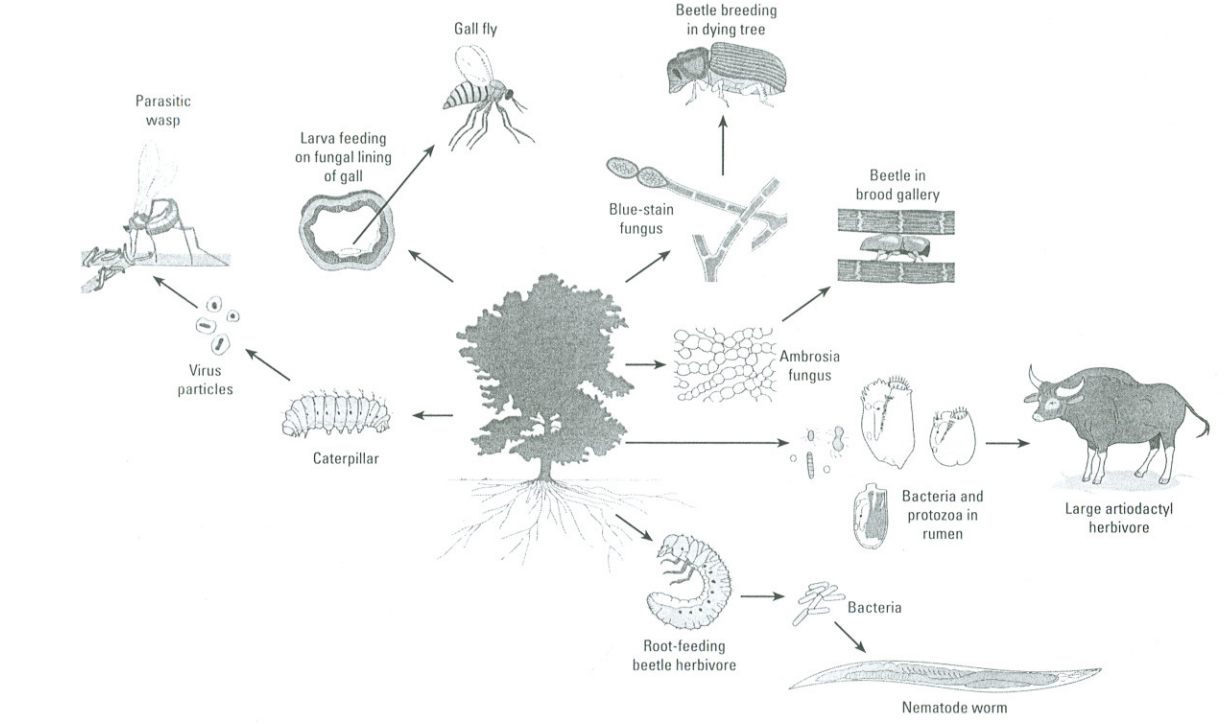 Beetle breeding
in dying tree
Gall fly
Parasitic
wasp
Larva feeding
on fungal lining
of gall
Blue-stain
fungus
Beetle in
brood gallery
Virus
particles
Ambrosia
fungus
Caterpillar
Bacteria and
protozoa in
rumen
Large artiodactyl
herbivore
Bacteria
Root-feeding
beetle herbivore
Nematode worm